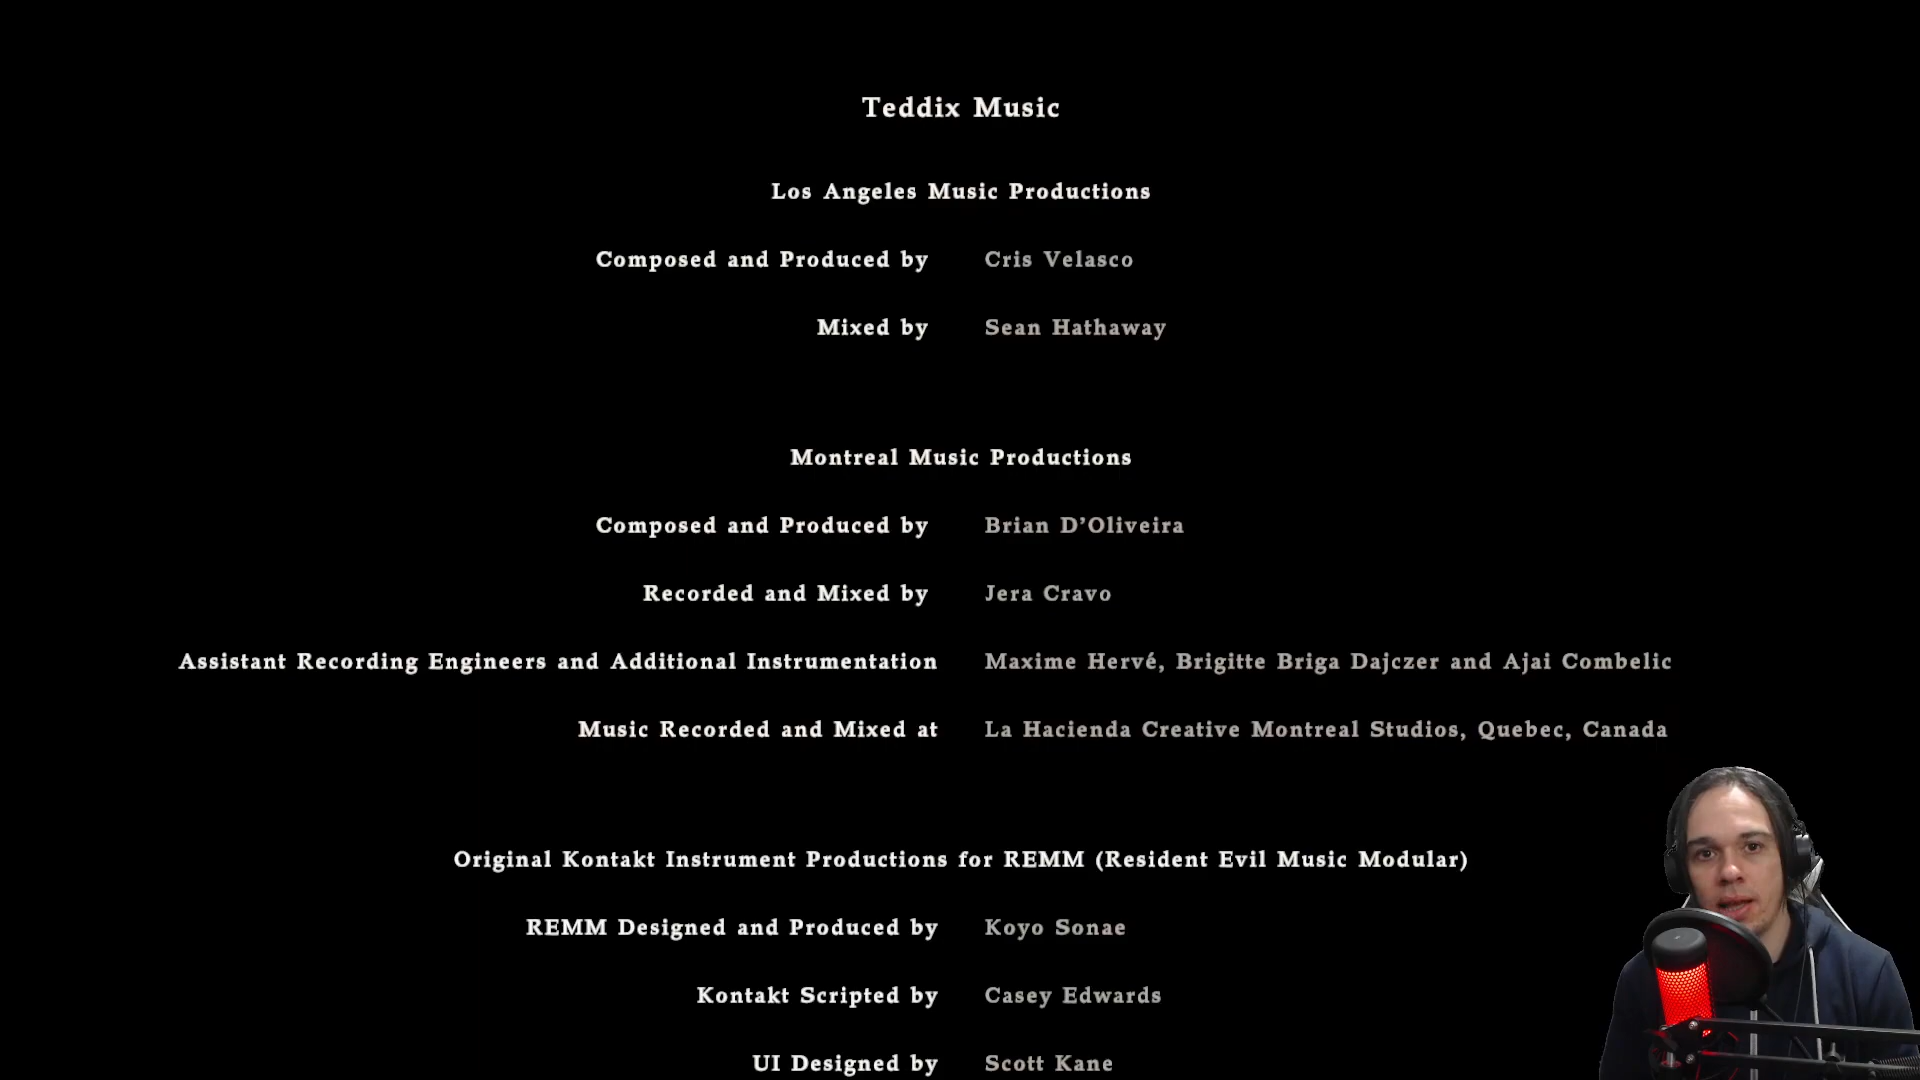 Teddix Music
Los Angeles Music Productions
Composed and Produced by Cris Velasco
Mixed by Sean Hathaway
Montreal Music Productions
Composed and Produced by Brian D’Oliveira
Recorded and Mixed by Jera Cravo
Assistant Recording Engineers and Additional Instrumentation Maxime Hervé, Brigitte Briga Dajczer and Ajai Combelic
Music Recorded and Mixed at La Hacienda Creative Montreal Studios, Quebec, Canada
Original Kontakt Instrument Productions for REMM (Resident Evil Music Modular)
REMM Designed and Produced by Koyo Sonae
Kontakt Scripted by Casey Edwards
UI Designed by Scott Kane